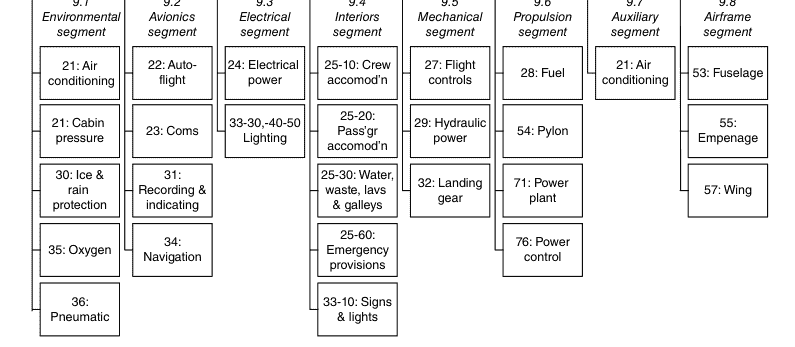 9.1
Environmental
segment
21: Air
conditioning
21: Cabin
pressure
30: Ice &
rain
protection
35: Oxygen
36:
Pneumatic
9.2
Avionics
segment
22: Auto-
flight
23: Coms
31:
Recording &
indicating
34:
Navigation
9.3
Electrical
segment
24: Electrical
power
33-30,-40-50
Lighting
9.4
Interiors
segment
25-10: Crew
accomod'n
25-20:
Pass'gr
accomod'n
25-30: Water,
waste, lavs
& galleys
25-60:
Emergency
provisions
33-10: Signs
& lights
9.5
Mechanical
segment
27: Flight
controls
29: Hydraulic
power
32: Landing
gear
9.6
Propulsion
segment
28: Fuel
54: Pylon
71: Power
plant
76: Power
control
9.7
Auxiliary
segment
21: Air
conditioning
9.8
Airframe
segment
53: Fuselage
55:
Empenage
57: Wing